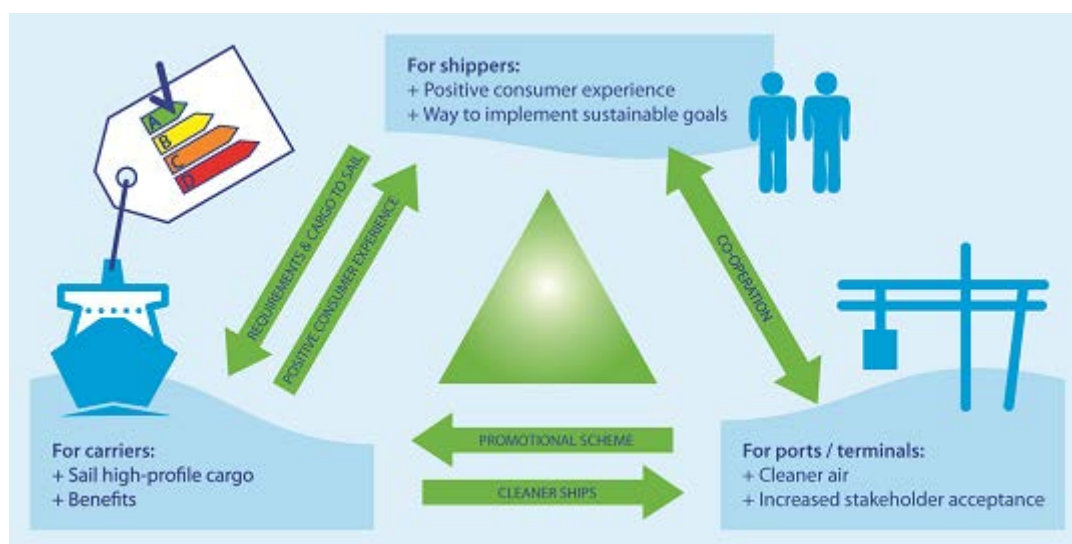 For shippers:
+ Positive consumer experience
+ Way to implement sustainable goals
A
B
C
D
REQUIREMENTS & CARGO TO SAIL
POSITIVE CONSUMER EXPERIENCE
CO-OPERATION
PROMOTIONAL SCHEME
CLEANER SHIPS
For carriers:
+ Sail high-profile cargo
+ Benefits
For ports / terminals:
+ Cleaner air
+ Increased stakeholder acceptance